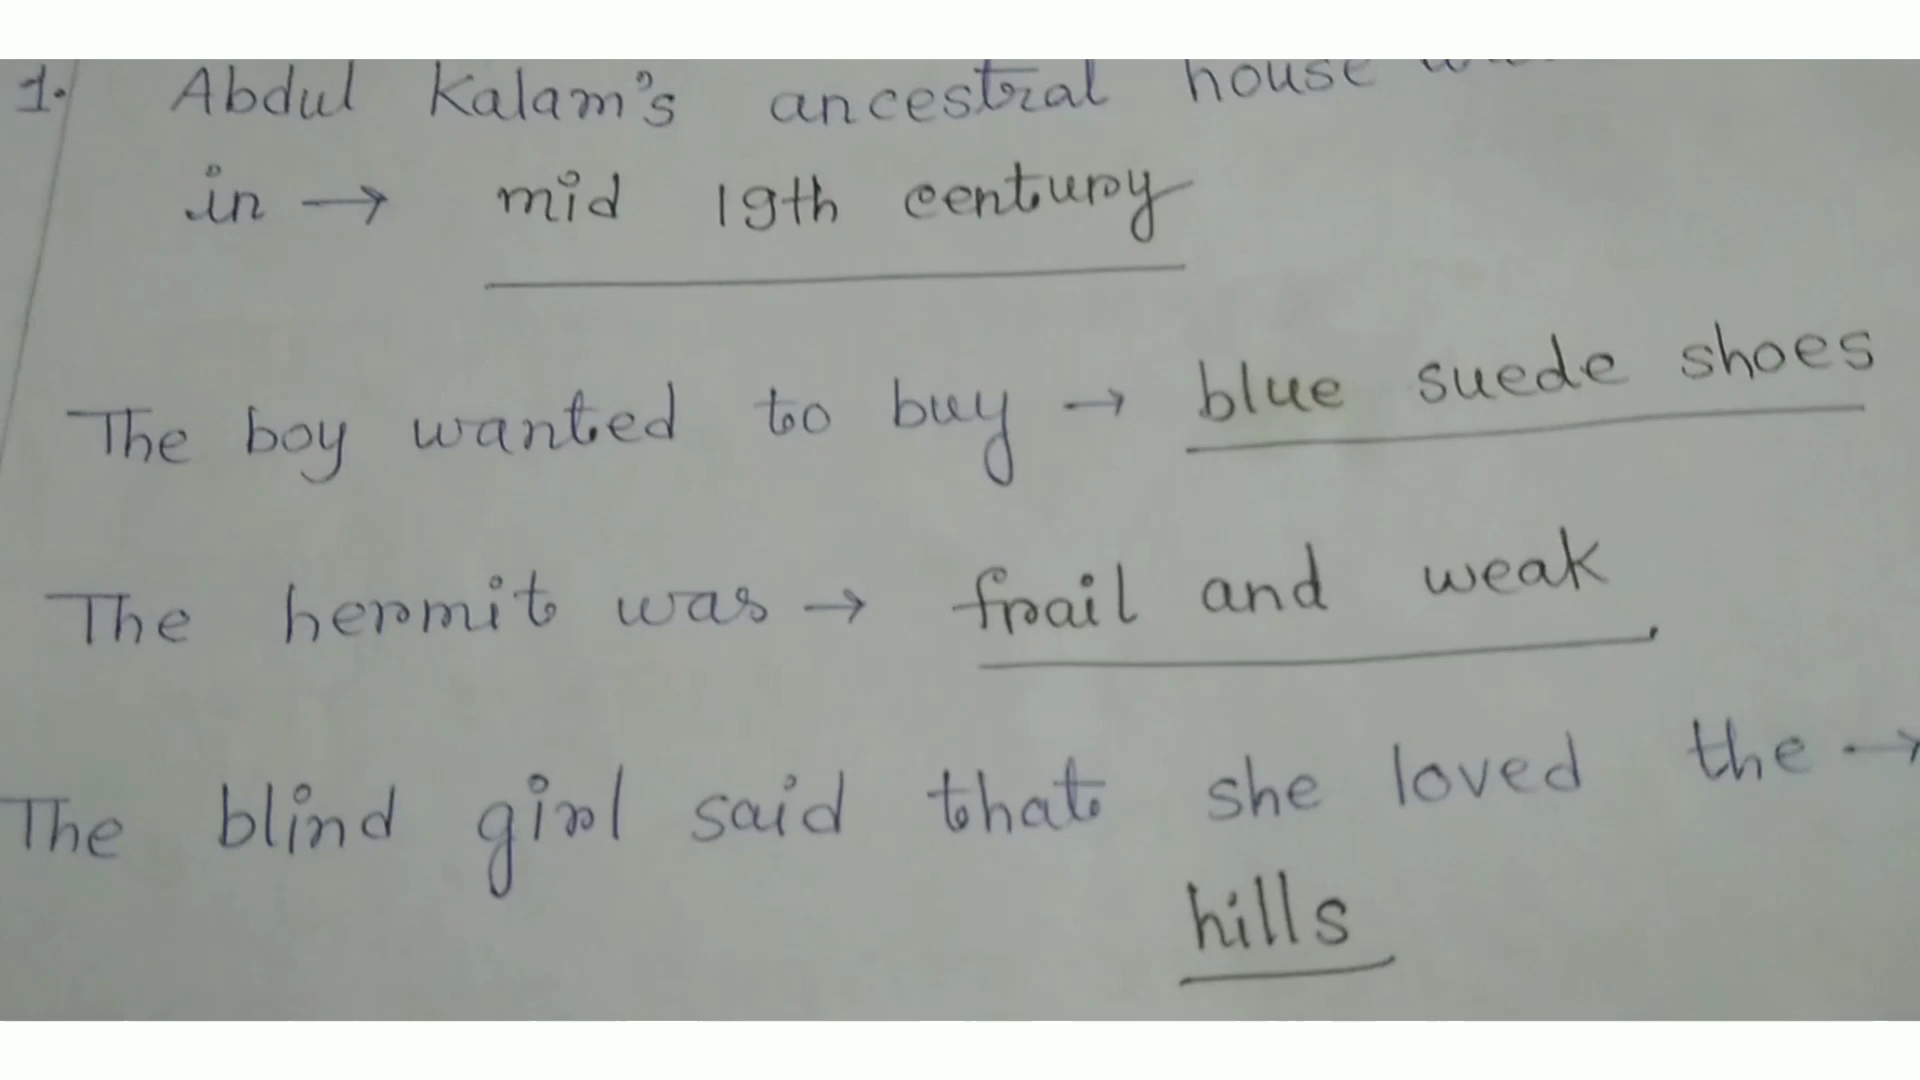 1. Abdul Kalam's ancestral house
in → mid 19th century
The boy wanted to buy → blue suede shoes
The hermit was → frail and weak
The blind girl said that she loved the →
hills